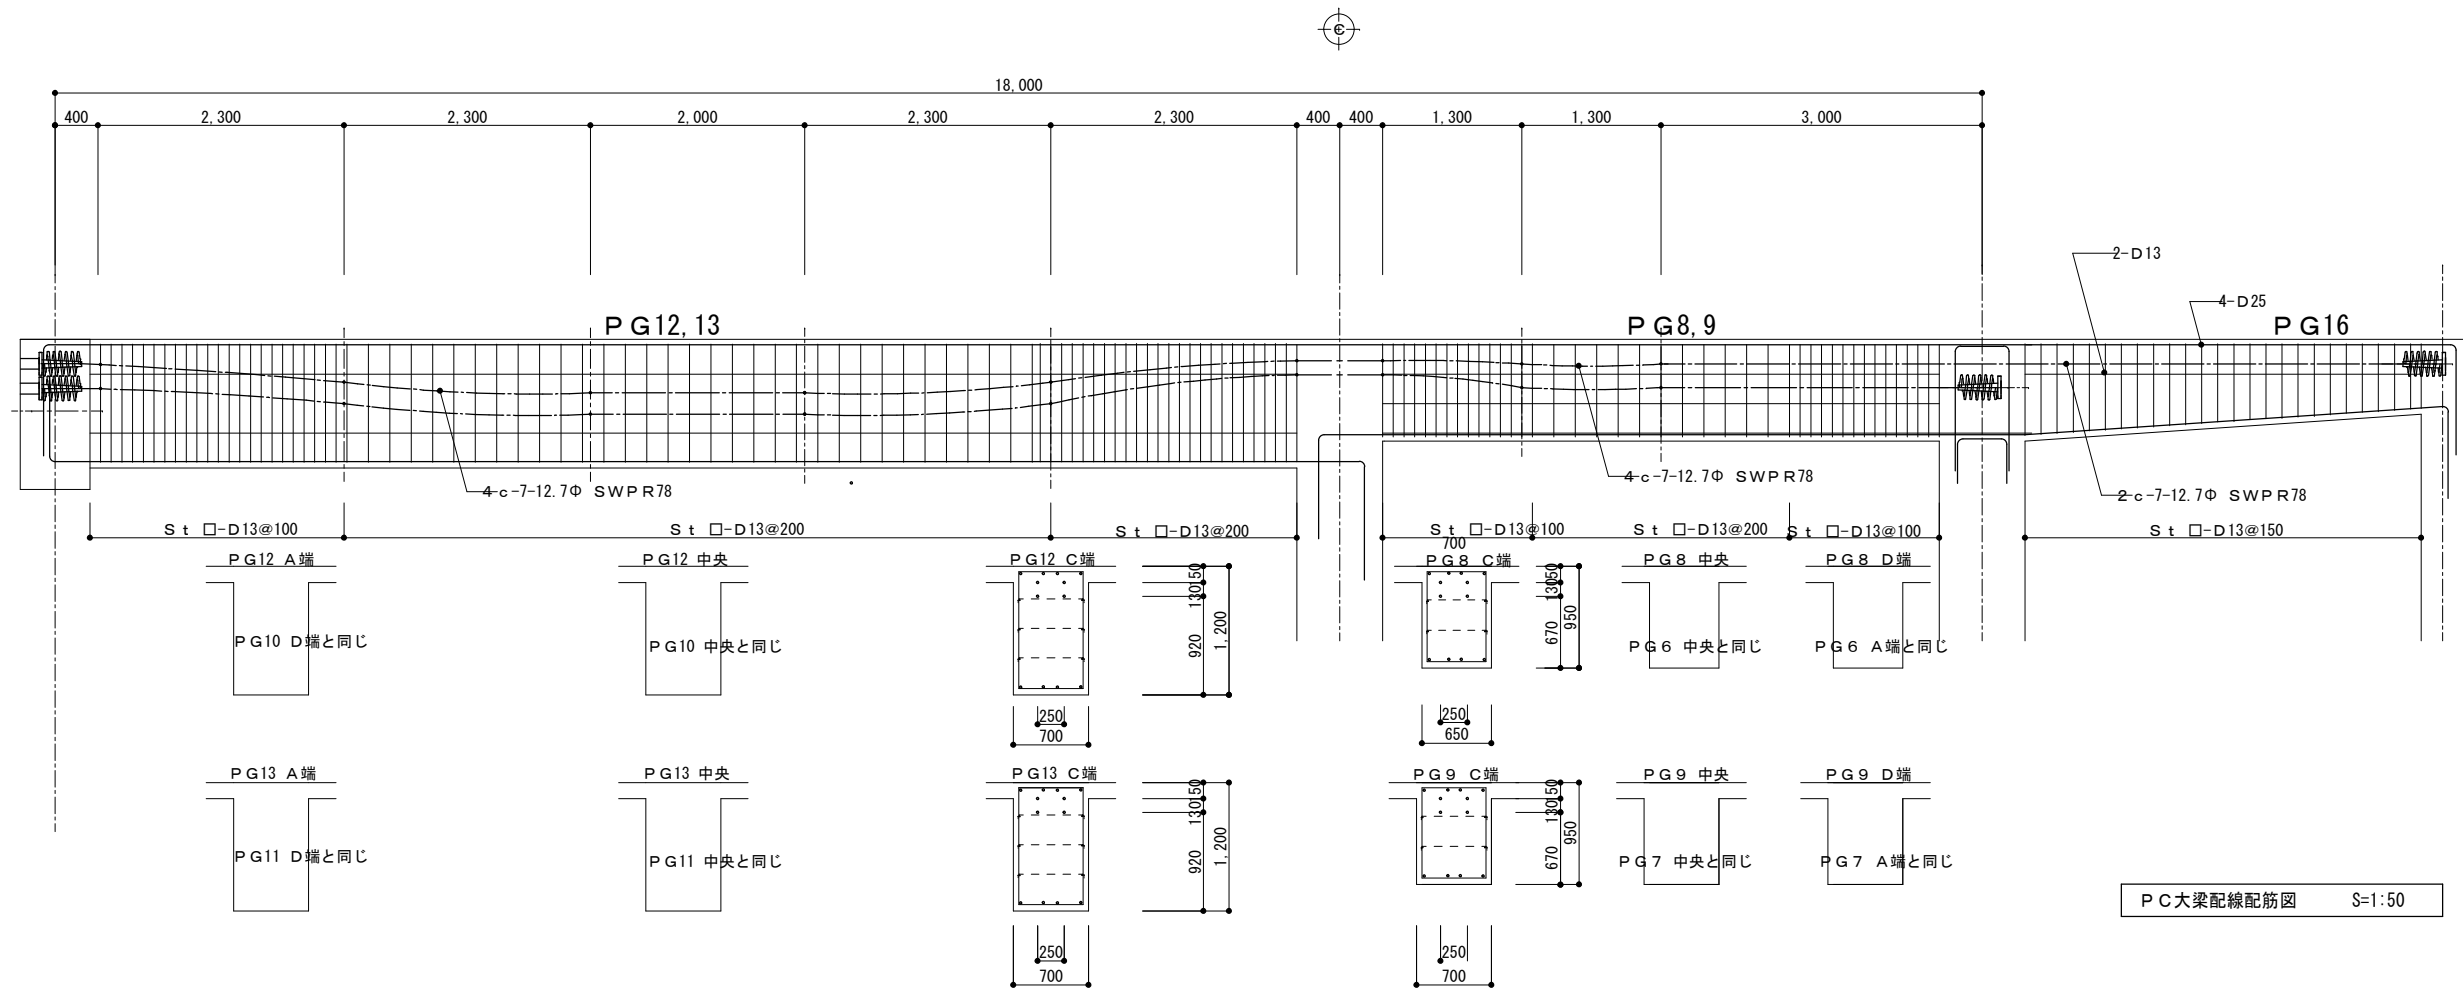 C
18,000
400 2,300 2,300 2,000 2,300 2,300 400 400 1,300 1,300 3,000
2-D13
4-D25
PG12,13 PG8,9 PG16
4-c-7-12.7Φ SWPR78
4-c-7-12.7Φ SWPR78
2-c-7-12.7Φ SWPR78
St □-D13@100 St □-D13@200 St □-D13@200 St □-D13@100 St □-D13@200 St □-D13@100 St □-D13@150
700
PG12 A端 PG12 中央 PG12 C端 PG8 C端 PG8 中央 PG8 D端
150
130
920
1,200
50
130
670
950
PG10 D端と同じ PG10 中央と同じ PG6 中央と同じ PG6 A端と同じ
250 250
700 650
PG13 A端 PG13 中央 PG13 C端 PG9 C端 PG9 中央 PG9 D端
150
130
920
1,200
150
130
670
950
PG11 D端と同じ PG11 中央と同じ PG7 中央と同じ PG7 A端と同じ
PC大梁配線配筋図 S=1:50
250 250
700 700